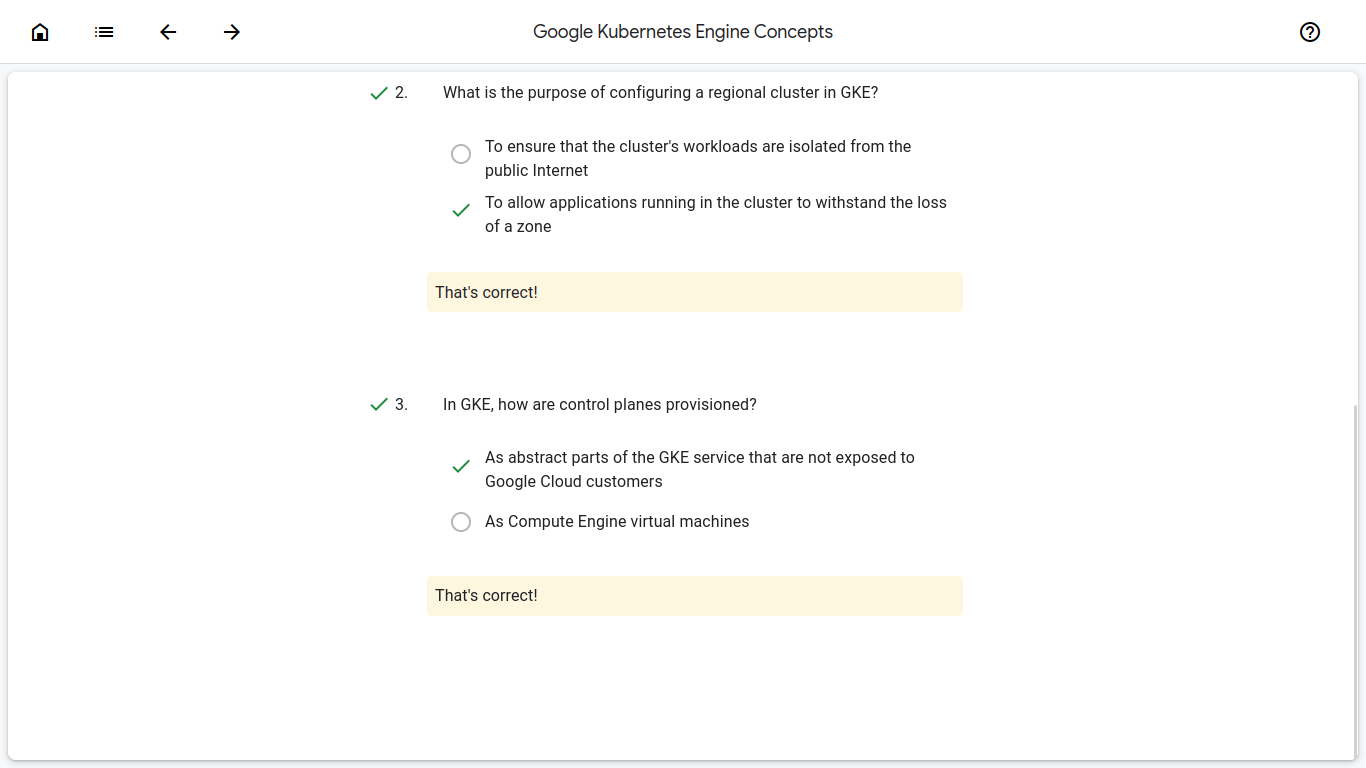 Google Kubernetes Engine Concepts
2. What is the purpose of configuring a regional cluster in GKE?
To ensure that the cluster's workloads are isolated from the
public Internet
To allow applications running in the cluster to withstand the loss
of a zone
That's correct!
3. In GKE, how are control planes provisioned?
As abstract parts of the GKE service that are not exposed to
Google Cloud customers
As Compute Engine virtual machines
That's correct!